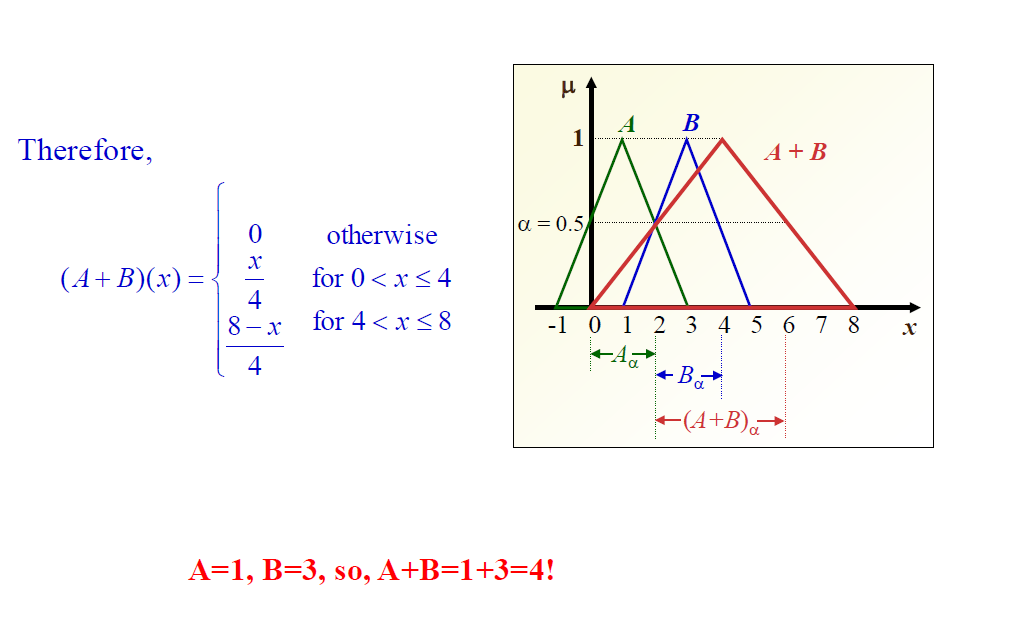 Therefore,
(A + B)(x) = { 0 otherwise
x/4 for 0 < x ≤ 4
8 − x/4 for 4 < x ≤ 8
μ
1
A
B
A + B
α = 0.5
-1 0 1 2 3 4 5 6 7 8 x
Aα
Bα
(A+B)α
A=1, B=3, so, A+B=1+3=4!